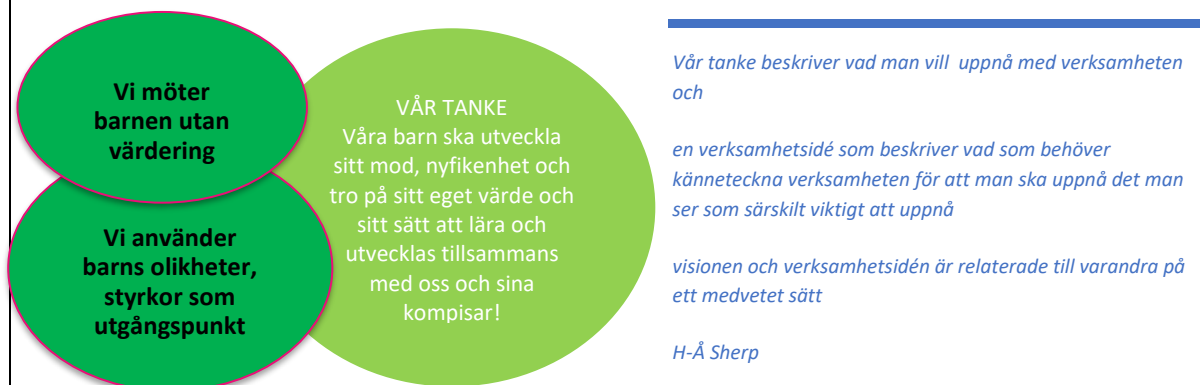 Vi möter
barnen utan
värdering
Vi använder
barns olikheter,
styrkor som
utgångspunkt
VÅR TANKE
Våra barn ska utveckla
sitt mod, nyfikenhet och
tro på sitt eget värde och
sitt sätt att lära och
utvecklas tillsammans
med oss och sina
kompisar!
Vår tanke beskriver vad man vill uppnå med verksamheten
och
en verksamhetsidé som beskriver vad som behöver
känneteckna verksamheten för att man ska uppnå det man
ser som särskilt viktigt att uppnå
visionen och verksamhetsidén är relaterade till varandra på
ett medvetet sätt
H-Å Sherp